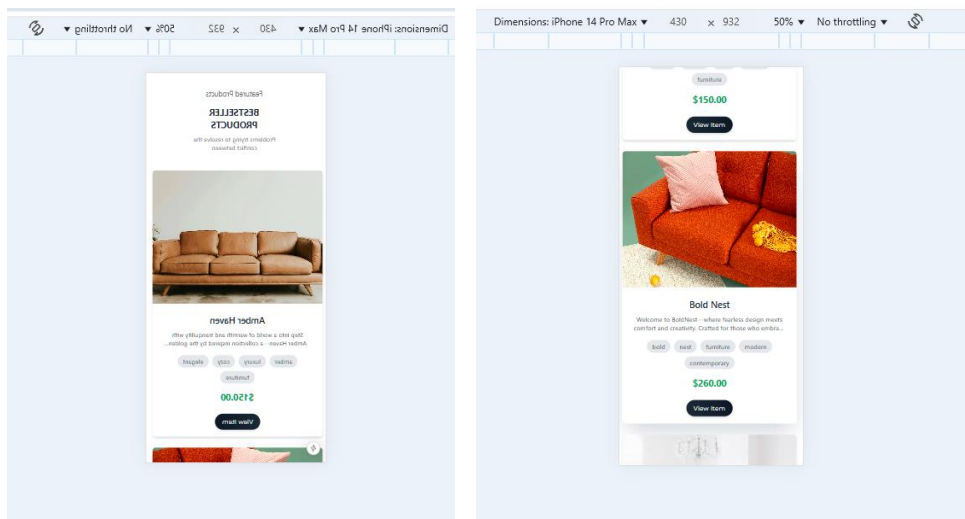 Dimensions: iPhone 14 Pro Max ▼ 430 × 932 50% ▼ No throttling ▼
Featured Products
BESTSELLER
PRODUCTS
Problems trying to resolve the
conflict between
Amber Haven
Step into a world of warmth and tranquility with
Amber Haven - a collection inspired by the golden...
amber luxury cozy elegant
furniture
$150.00
View Item
Dimensions: iPhone 14 Pro Max ▼ 430 × 932 50% ▼ No throttling ▼
furniture
$150.00
View Item
Bold Nest
Welcome to BoldNest - where fearless design meets
comfort and creativity. Crafted for those who embra...
bold nest furniture modern
contemporary
$260.00
View Item